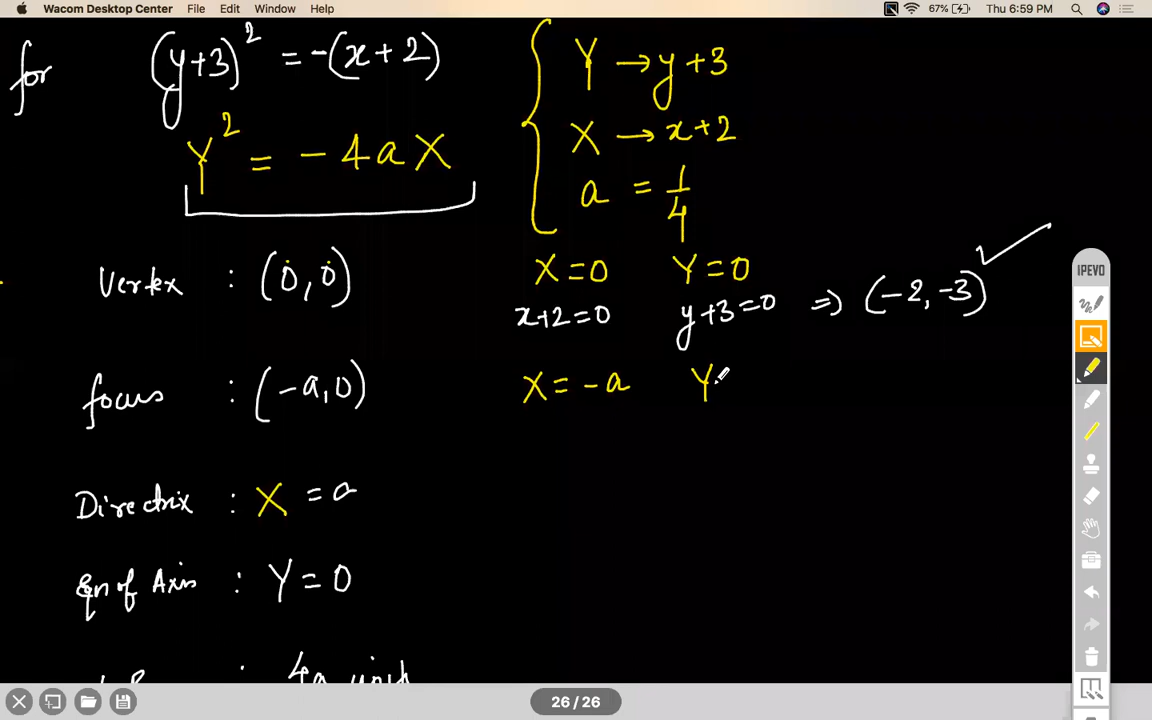 Wacom Desktop Center File Edit Window Help 67% Thu 6:59 PM
for (y+3)² = -(x+2)
Y² = -4aX
Y → y+3
X → x+2
a = 1/4
Vertex : (0,0) X=0 Y=0
x+2=0 y+3=0 ⇒ (-2,-3) ✓
focus : (-a,0) X=-a Y
Directrix : X = a
Eqn of Axis : Y = 0
: 4a unit
IPEVO
26 / 26